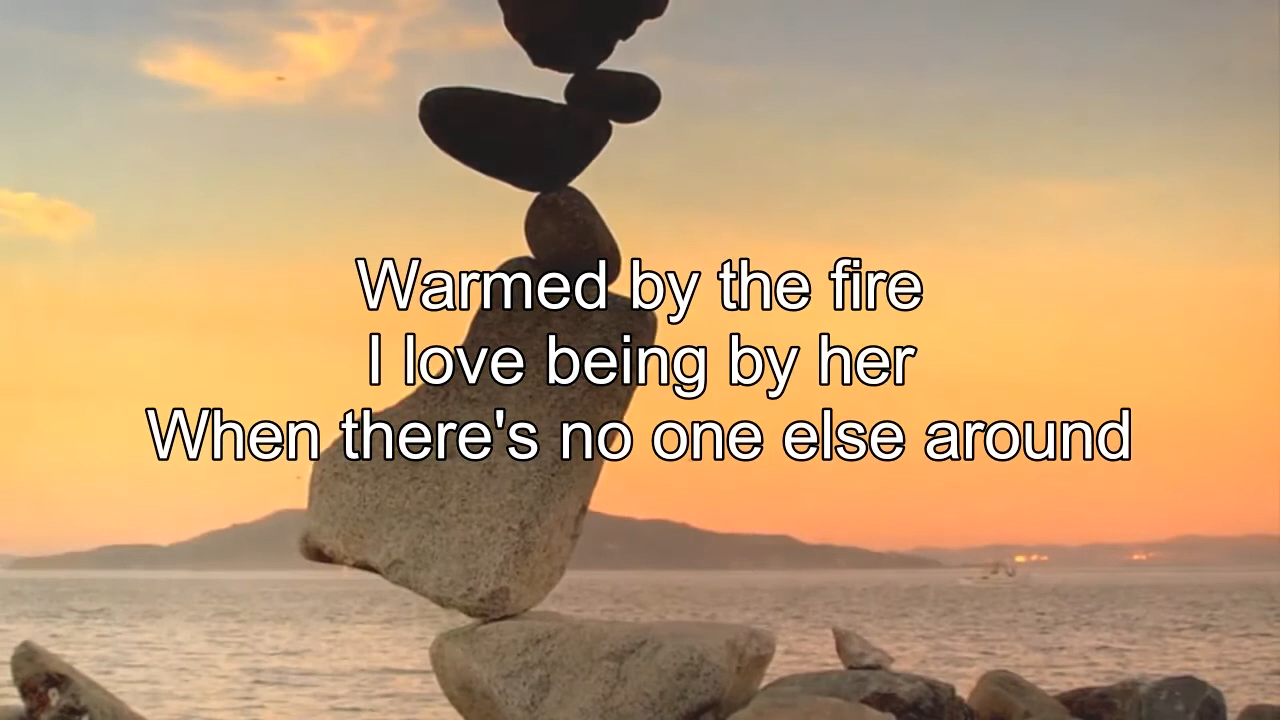 Warmed by the fire
I love being by her
When there's no one else around